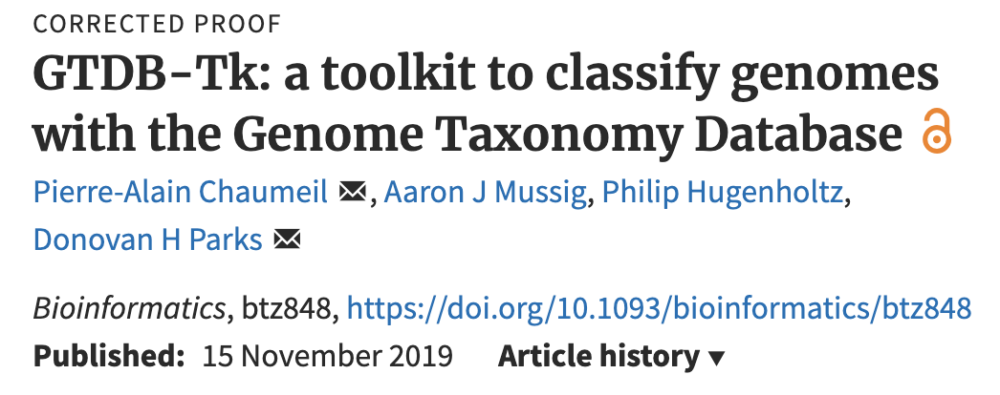 CORRECTED PROOF
GTDB-Tk: a toolkit to classify genomes
with the Genome Taxonomy Database
Pierre-Alain Chaumeil, Aaron J Mussig, Philip Hugenholtz,
Donovan H Parks
Bioinformatics, btz848, https://doi.org/10.1093/bioinformatics/btz848
Published: 15 November 2019 Article history ▼